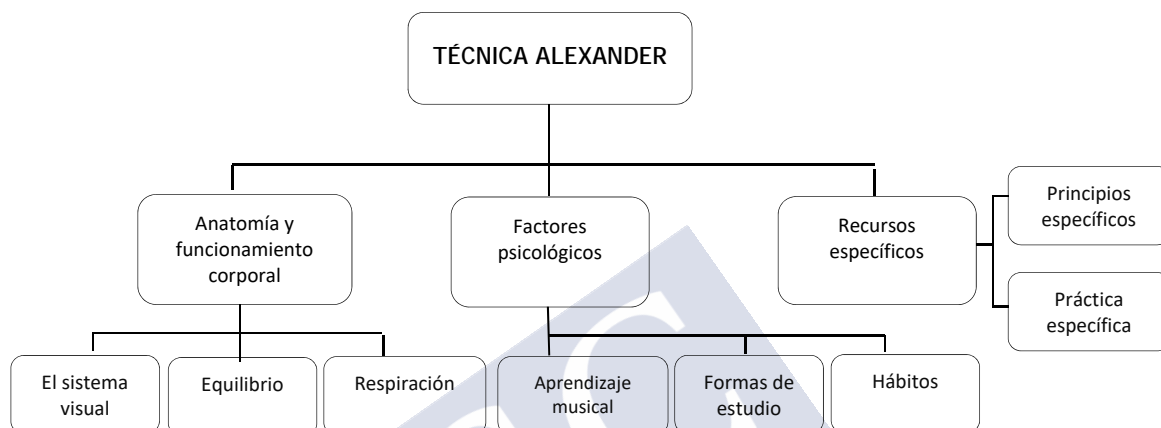 TÉCNICA ALEXANDER
Anatomía y
funcionamiento
corporal
Factores
psicológicos
Recursos
específicos
Principios
específicos
Práctica
específica
El sistema
visual
Equilibrio
Respiración
Aprendizaje
musical
Formas de
estudio
Hábitos